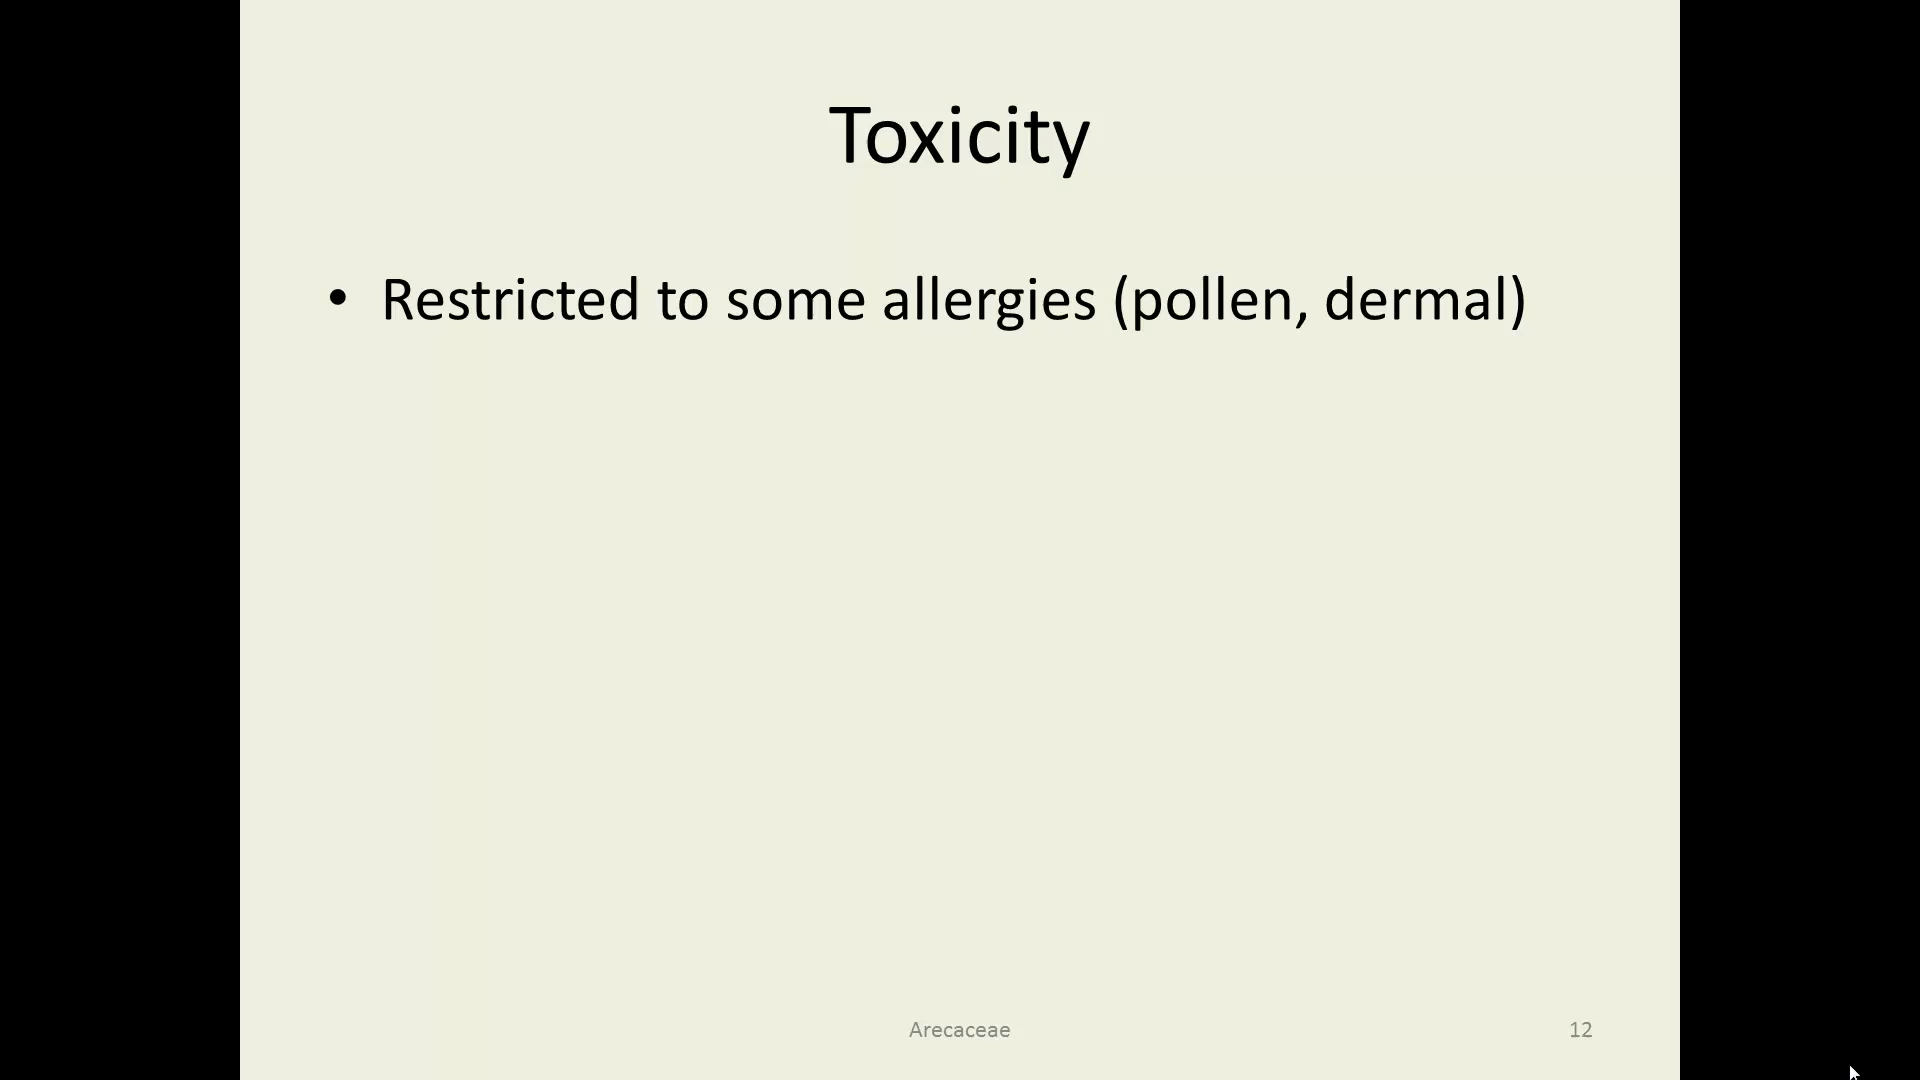 Toxicity
• Restricted to some allergies (pollen, dermal)
Arecaceae
12